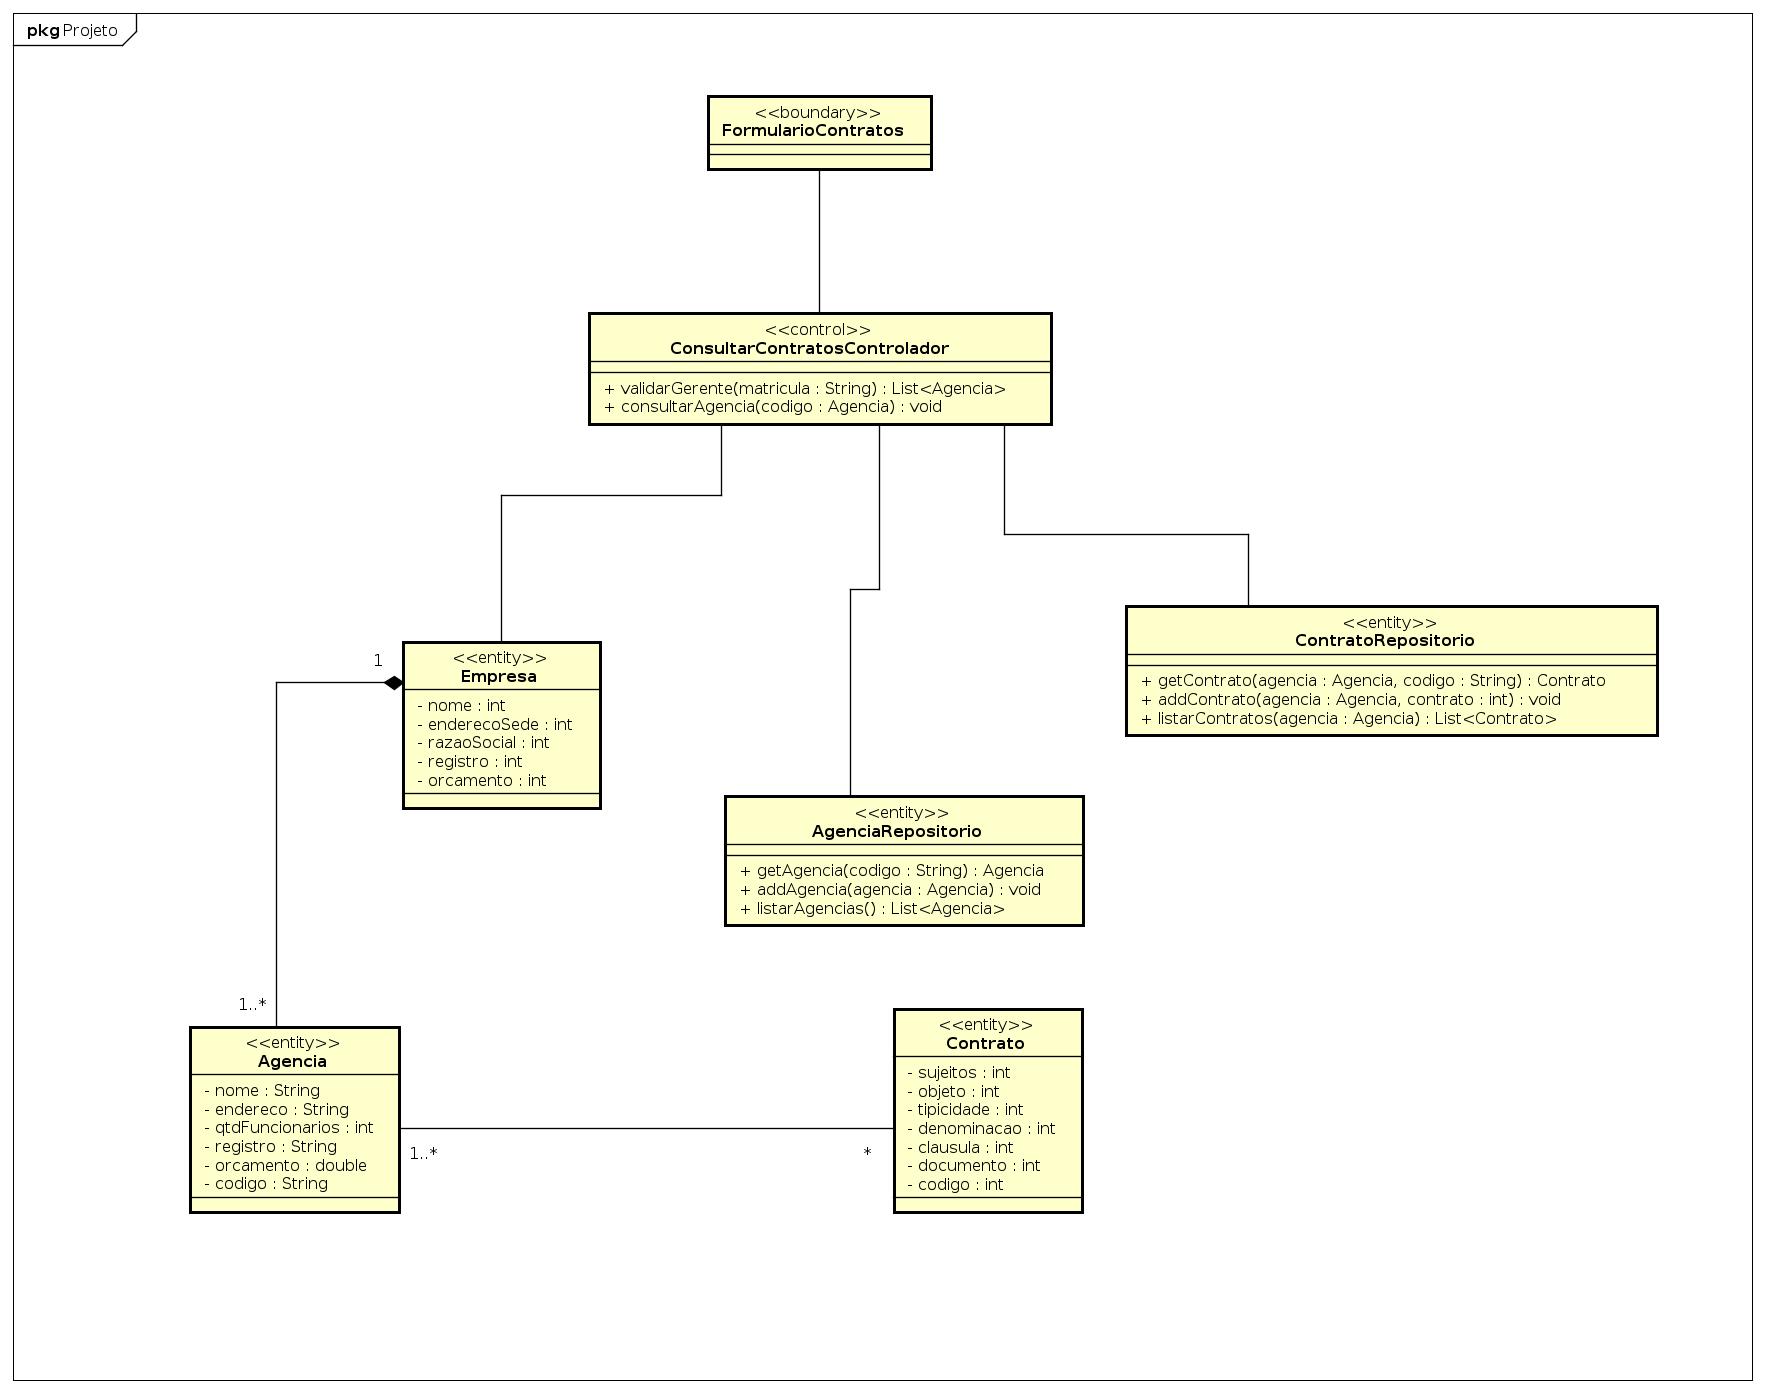 pkg Projeto
<<boundary>>
FormularioContratos
<<control>>
ConsultarContratosControlador
+ validarGerente(matricula : String) : List<Agencia>
+ consultarAgencia(codigo : Agencia) : void
<<entity>>
ContratoRepositorio
+ getContrato(agencia : Agencia, codigo : String) : Contrato
+ addContrato(agencia : Agencia, contrato : int) : void
+ listarContratos(agencia : Agencia) : List<Contrato>
1
<<entity>>
Empresa
- nome : int
- enderecoSede : int
- razaoSocial : int
- registro : int
- orcamento : int
<<entity>>
AgenciaRepositorio
+ getAgencia(codigo : String) : Agencia
+ addAgencia(agencia : Agencia) : void
+ listarAgencias() : List<Agencia>
1..*
<<entity>>
Agencia
- nome : String
- endereco : String
- qtdFuncionarios : int
- registro : String
- orcamento : double
- codigo : String
1..*
*
<<entity>>
Contrato
- sujeitos : int
- objeto : int
- tipicidade : int
- denominacao : int
- clausula : int
- documento : int
- codigo : int